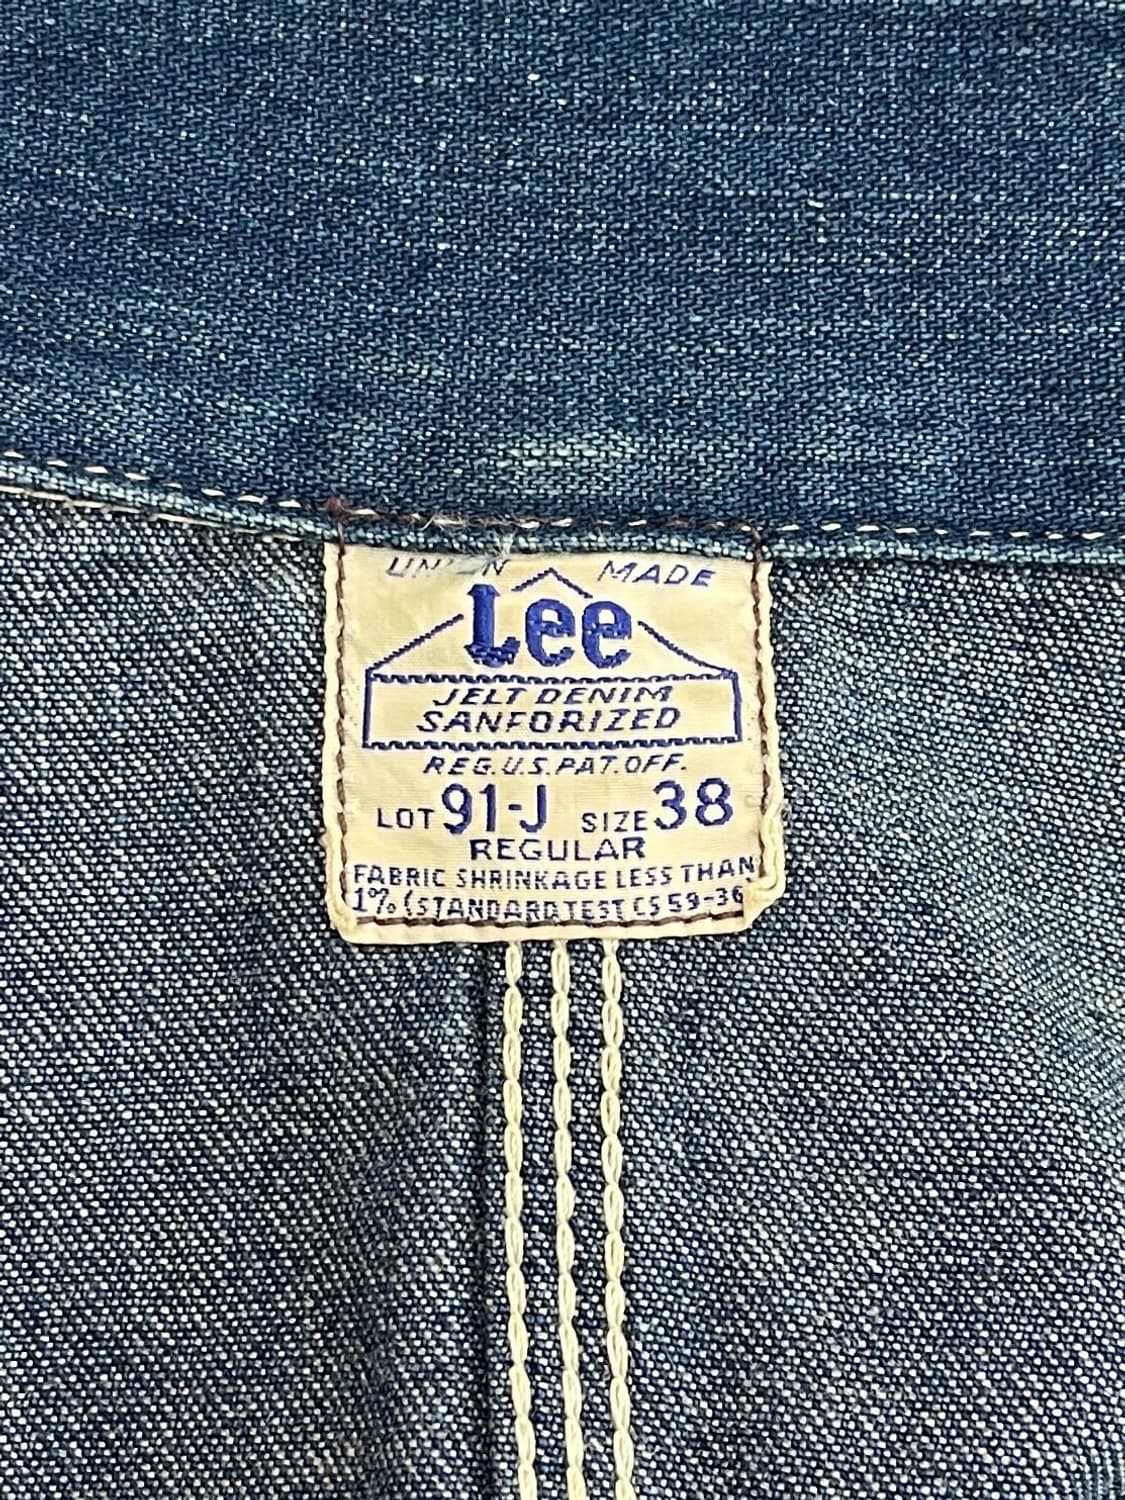 UNION MADE
Lee
JELT DENIM
SANFORIZED
REG.U.S.PAT.OFF.
LOT 91-J SIZE 38
REGULAR
FABRIC SHRINKAGE LESS THAN
1% (STANDARD TEST CS 59-36